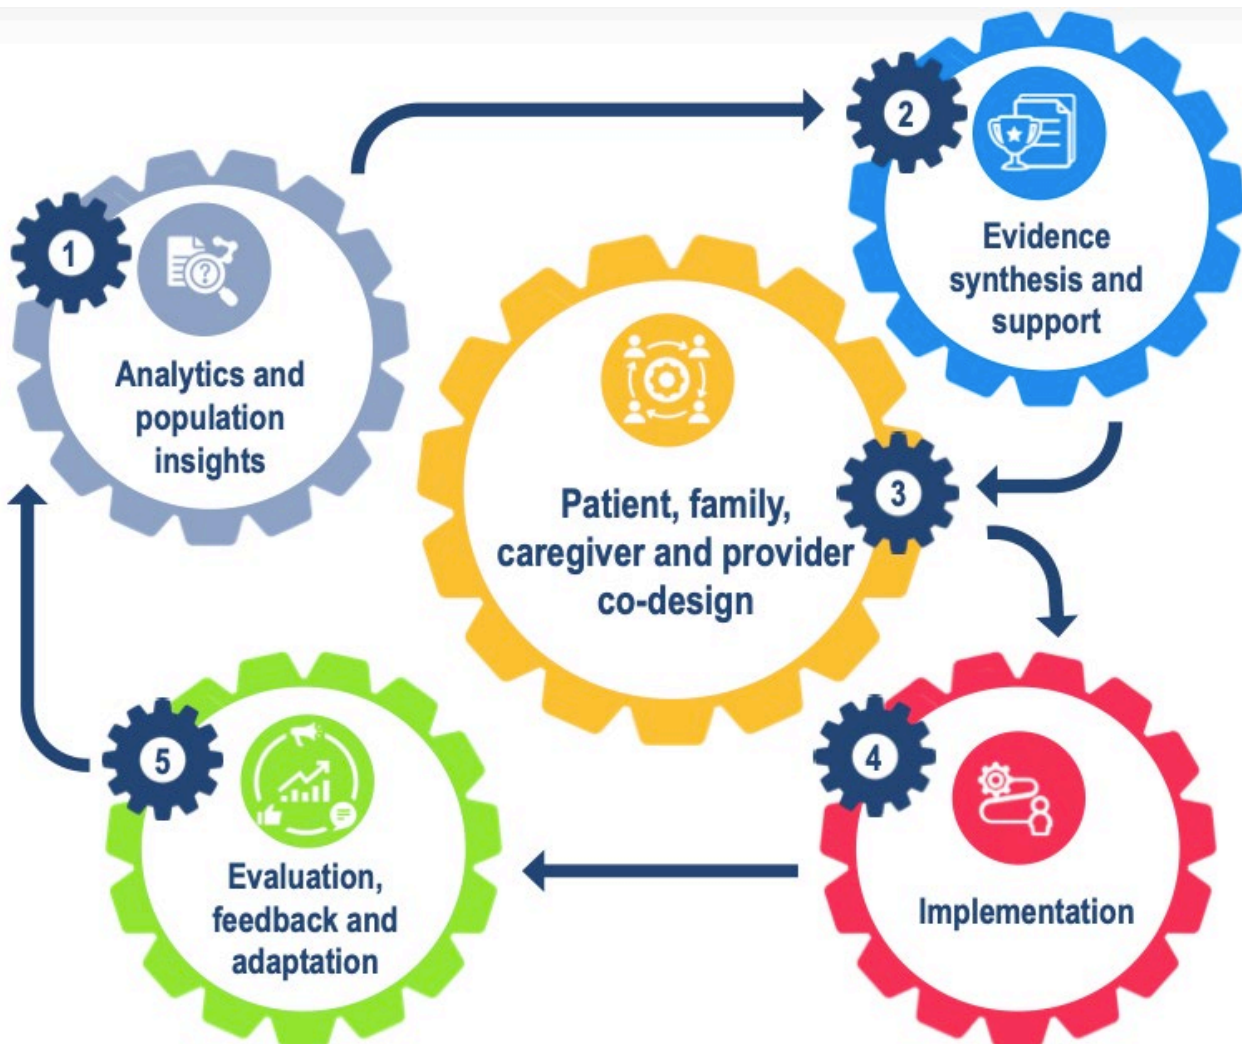 1
Analytics and
population
insights
2
Evidence
synthesis and
support
3
Patient, family,
caregiver and provider
co-design
4
Implementation
5
Evaluation,
feedback and
adaptation